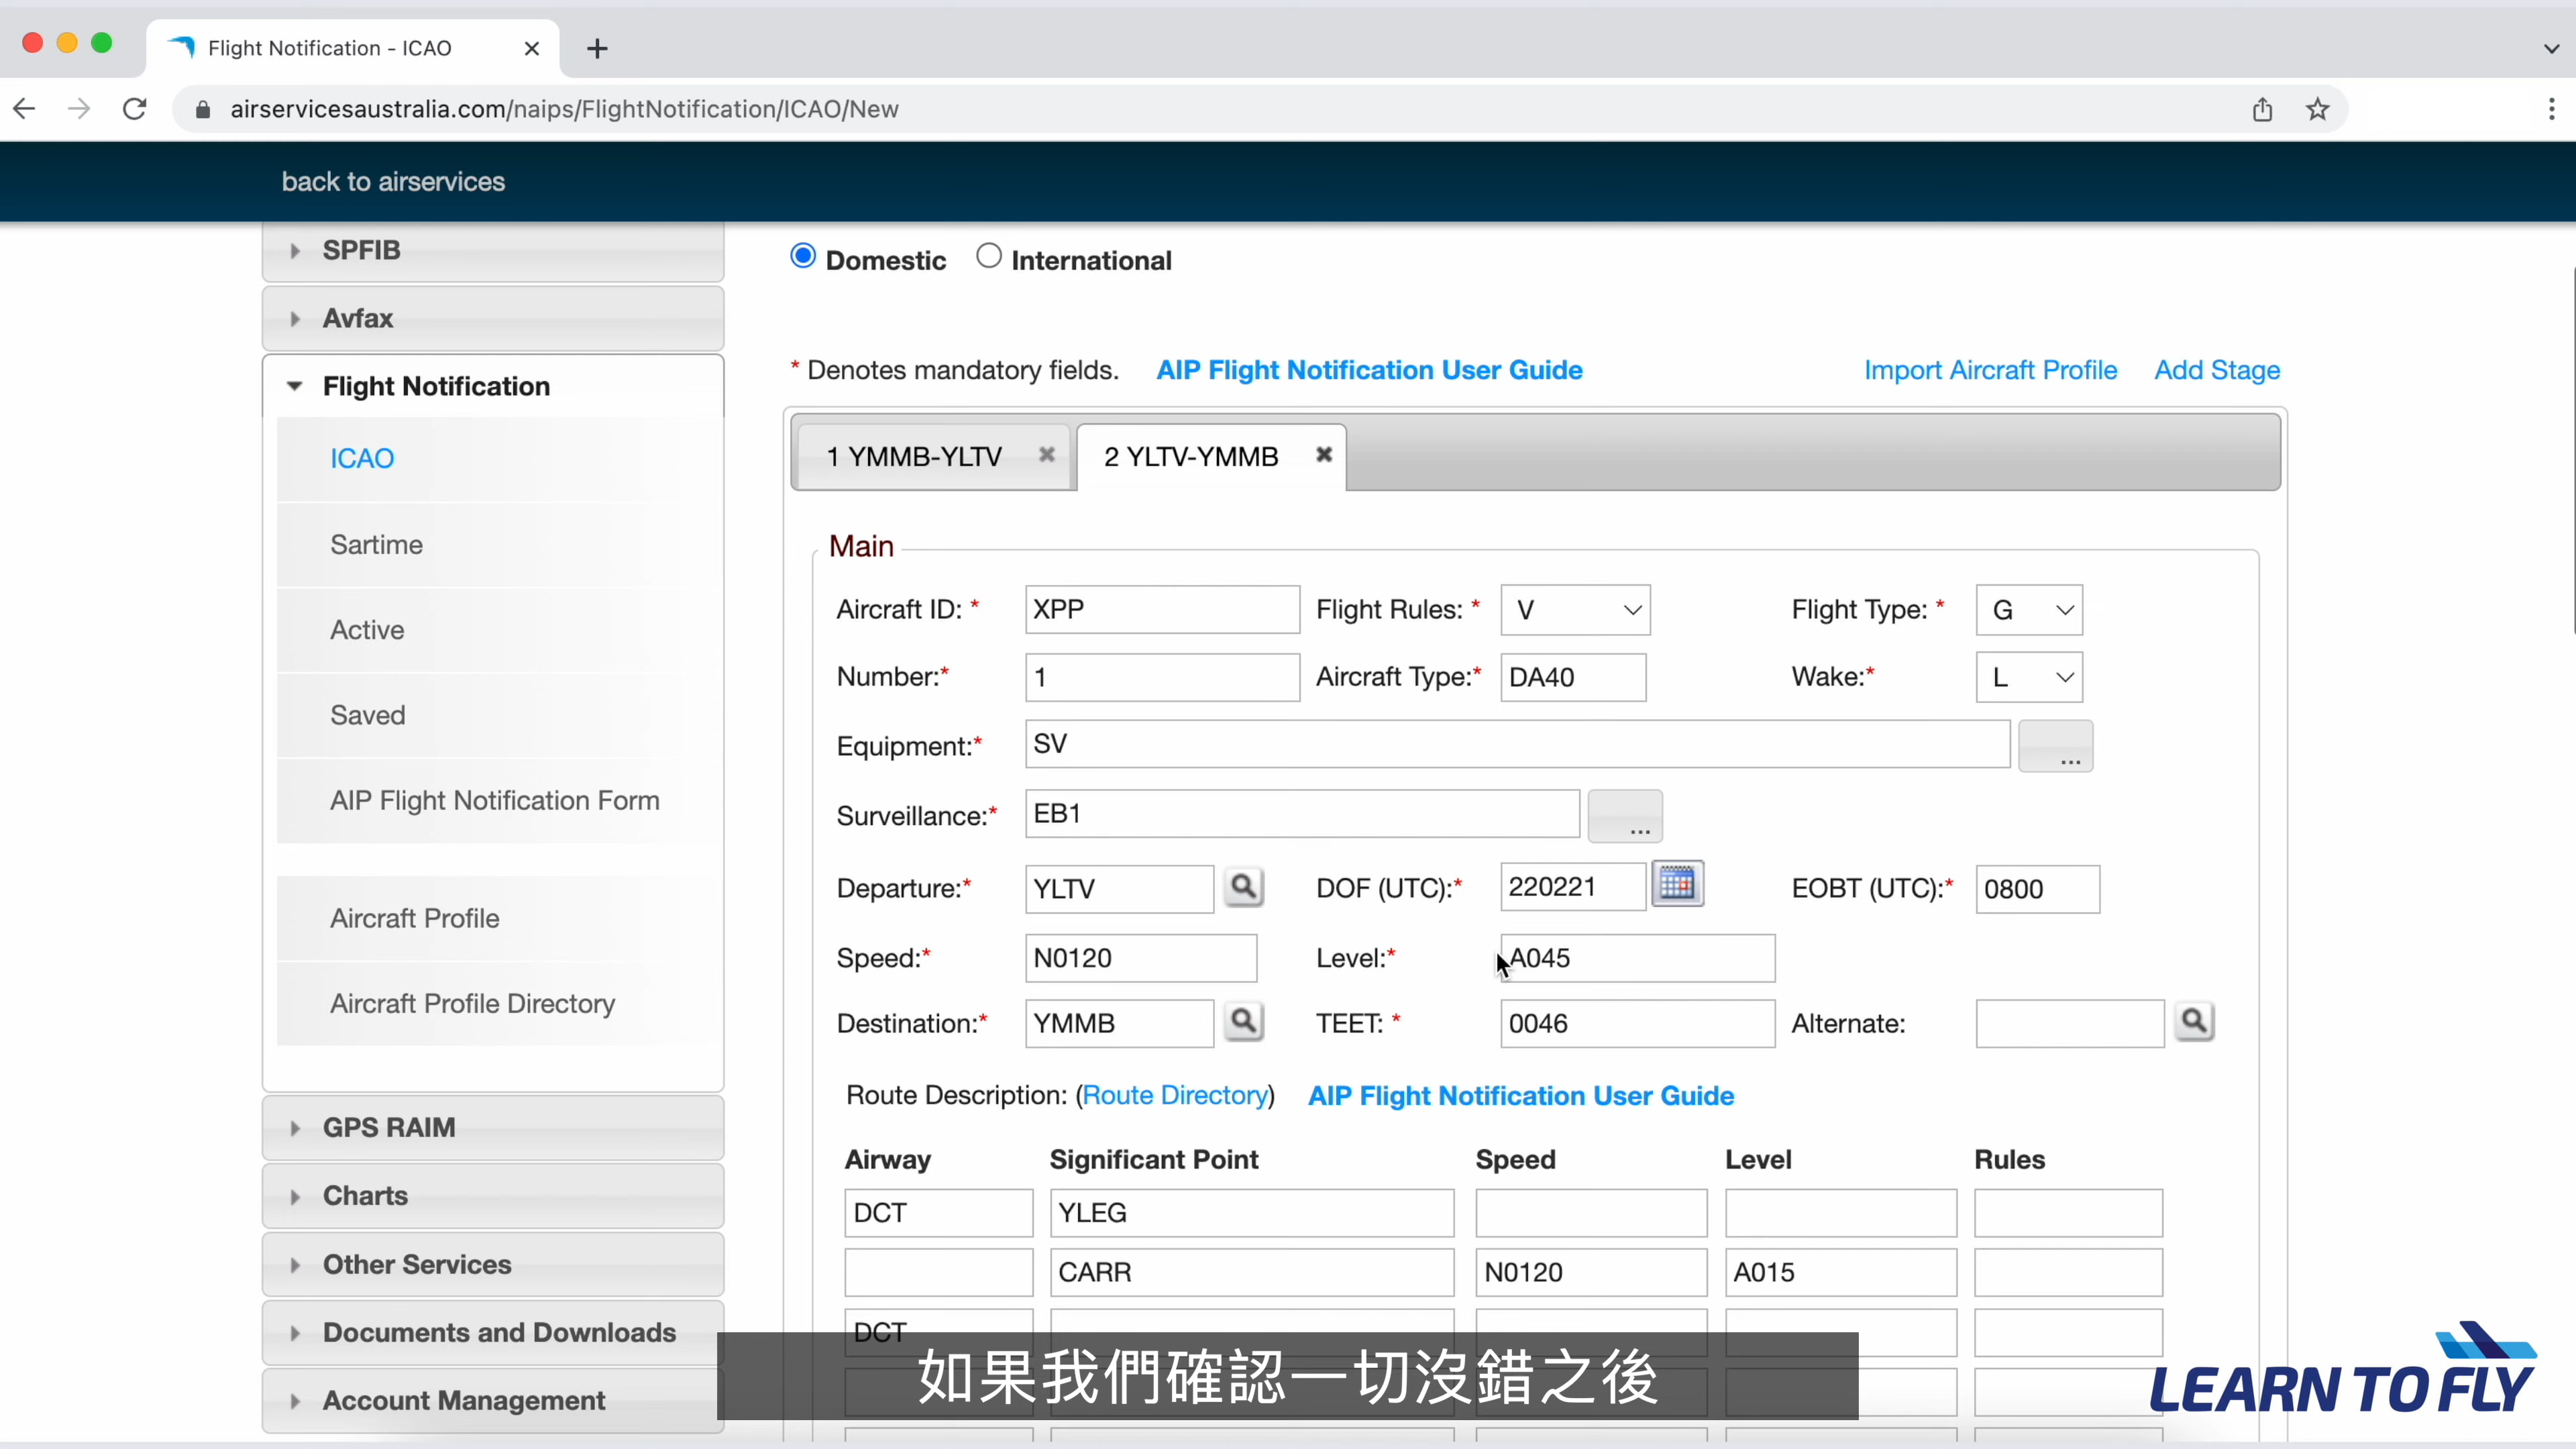 Flight Notification - ICAO
airservicesaustralia.com/naips/FlightNotification/ICAO/New
back to airservices
SPFIB
Avfax
Flight Notification
ICAO
Sartime
Active
Saved
AIP Flight Notification Form
Aircraft Profile
Aircraft Profile Directory
GPS RAIM
Charts
Other Services
Documents and Downloads
Account Management
Domestic International
* Denotes mandatory fields. AIP Flight Notification User Guide Import Aircraft Profile Add Stage
1 YMMB-YLTV 2 YLTV-YMMB
Main
Aircraft ID: * XPP Flight Rules: * V Flight Type: * G
Number:* 1 Aircraft Type:* DA40 Wake:* L
Equipment:* SV ...
Surveillance:* EB1 ...
Departure:* YLTV DOF (UTC):* 220221 EOBT (UTC):* 0800
Speed:* N0120 Level:* A045
Destination:* YMMB TEET: * 0046 Alternate:
Route Description: (Route Directory) AIP Flight Notification User Guide
Airway Significant Point Speed Level Rules
DCT YLEG
CARR N0120 A015
DCT
如果我們確認一切沒錯之後
LEARN TO FLY